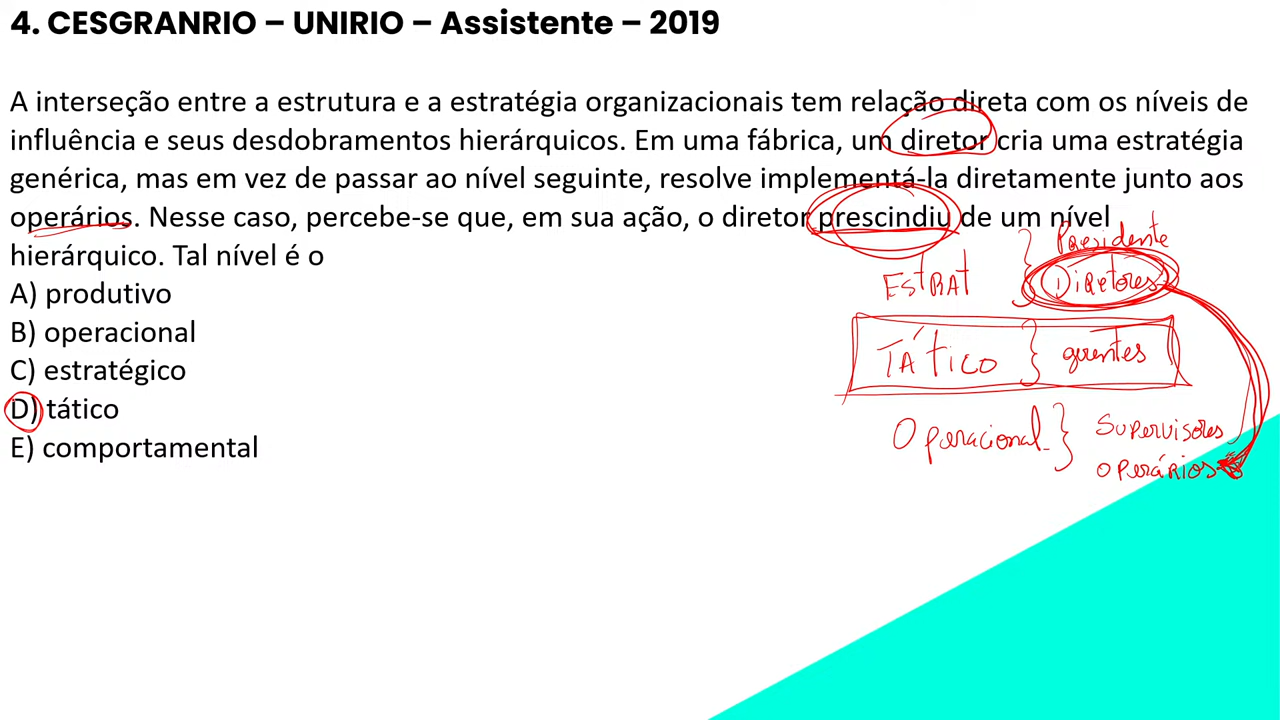 4. CESGRANRIO – UNIRIO – Assistente – 2019
A interseção entre a estrutura e a estratégia organizacionais tem relação direta com os níveis de
influência e seus desdobramentos hierárquicos. Em uma fábrica, um diretor cria uma estratégia
genérica, mas em vez de passar ao nível seguinte, resolve implementá-la diretamente junto aos
operários. Nesse caso, percebe-se que, em sua ação, o diretor prescindiu de um nível
hierárquico. Tal nível é o
A) produtivo
B) operacional
C) estratégico
D) tático
E) comportamental
Presidente
ESTRAT } Diretores
TÁTICO } gerentes
Operacional } Supervisores
operários